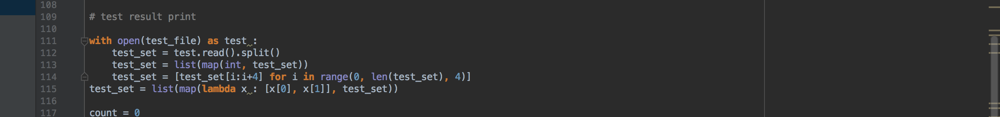 108
109 # test result print
110
111 with open(test_file) as test :
112     test_set = test.read().split()
113     test_set = list(map(int, test_set))
114     test_set = [test_set[i:i+4] for i in range(0, len(test_set), 4)]
115 test_set = list(map(lambda x : [x[0], x[1]], test_set))
116
117 count = 0